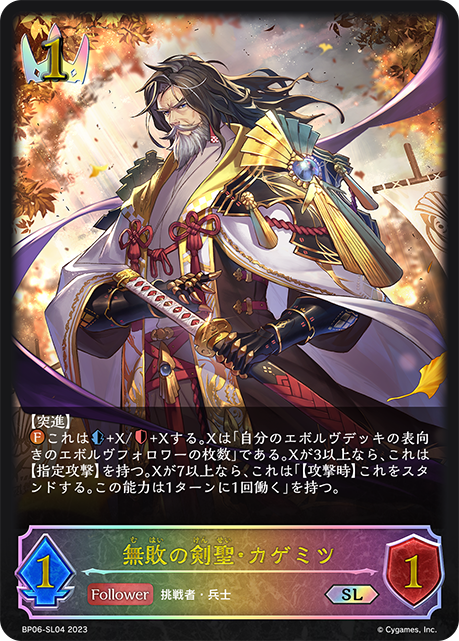 1
【突進】
Ⓕこれは+X/+Xする。Xは「自分のエボルヴデッキの表向
きのエボルヴフォロワーの枚数」である。Xが3以上なら、これは
【指定攻撃】を持つ。Xが7以上なら、これは「【攻撃時】これをスタ
ンドする。この能力は1ターンに1回働く」を持つ。
むはい けんせい
無敗の剣聖・カゲミツ
1
Follower 挑戦者・兵士 SL
1
BP06-SL04 2023 © Cygames, Inc.